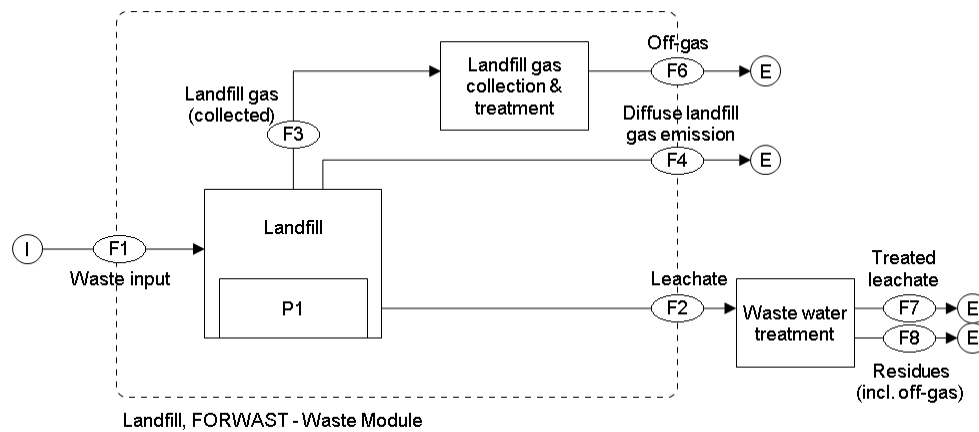 Off-gas
F6
E
Landfill gas
collection &
treatment
Landfill gas
(collected)
F3
Diffuse landfill
gas emission
F4
E
Landfill
I
F1
Waste input
P1
Leachate
F2
Waste water
treatment
Treated
leachate
F7
E
F8
E
Residues
(incl. off-gas)
Landfill, FORWAST - Waste Module